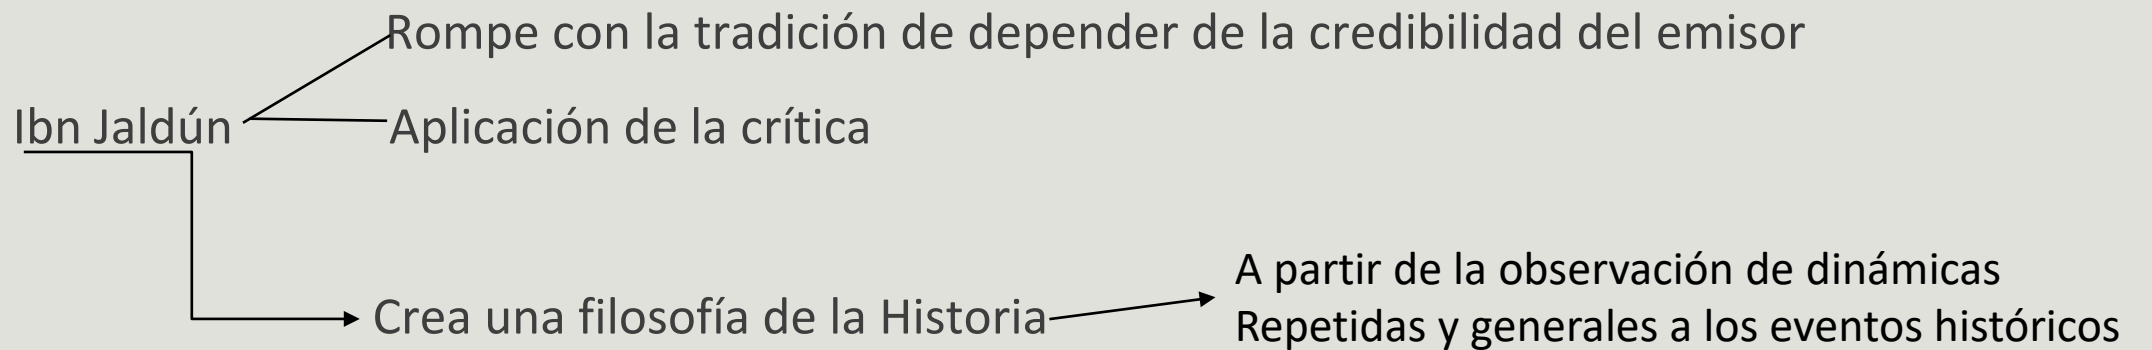 Rompe con la tradición de depender de la credibilidad del emisor
Ibn Jaldún
Aplicación de la crítica
Crea una filosofía de la Historia
A partir de la observación de dinámicas
Repetidas y generales a los eventos históricos